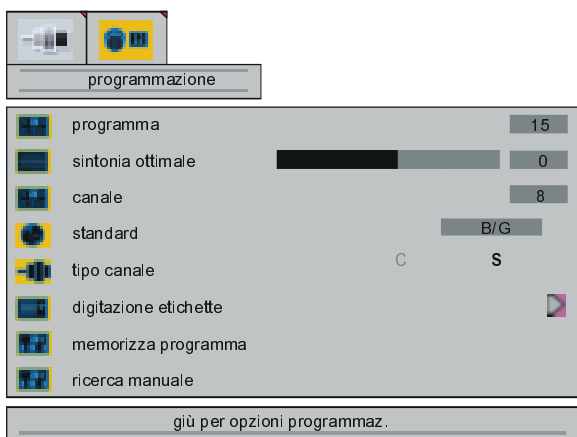 programmazione
programma 15
sintonia ottimale 0
canale 8
standard B/G
tipo canale C S
digitazione etichette
memorizza programma
ricerca manuale
giù per opzioni programmaz.